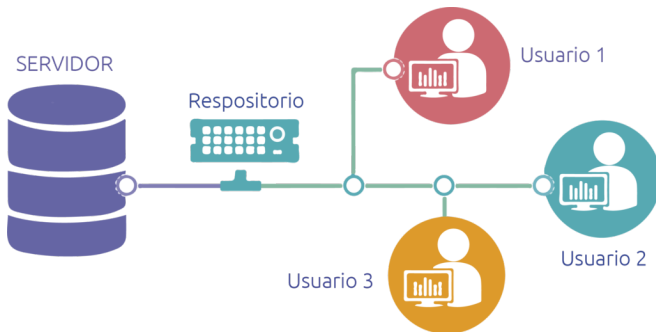 SERVIDOR
Respositorio
Usuario 1
Usuario 2
Usuario 3